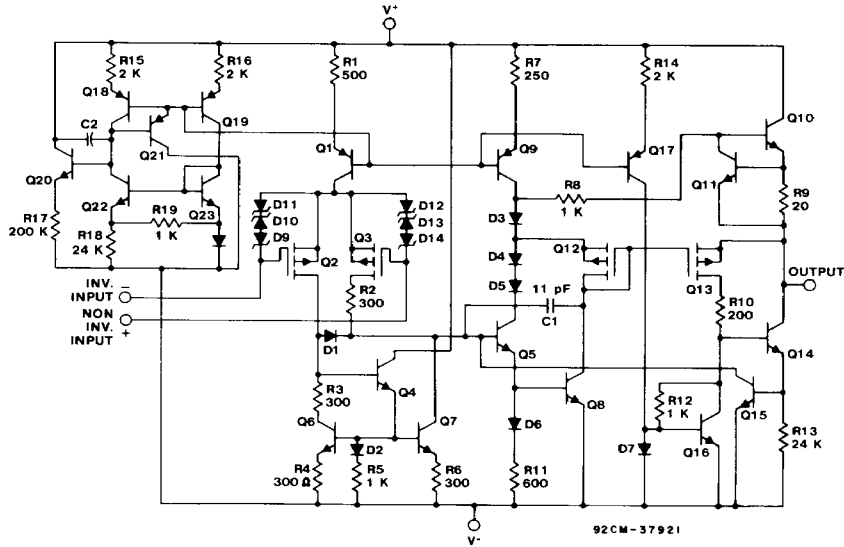 V+
R15
2 K
R16
2 K
R1
500
R7
250
R14
2 K
Q18
Q10
C2
Q19
Q21
Q1
Q9
Q17
Q20
Q11
R8
1 K
R9
20
Q22
R19
1 K
Q23
D11
D10
D9
D12
D13
D14
D3
R17
200 K
R18
24 K
Q3
Q2
D4
D5
Q12
Q13
OUTPUT
INV.
INPUT
−
NON
INV.
INPUT
+
R2
300
11 pF
C1
R10
200
D1
Q5
Q14
Q4
Q8
R3
300
Q6
Q7
D6
R12
1 K
Q15
R13
24 K
D2
D7
Q16
R4
300 Ω
R5
1 K
R6
300
R11
600
V-
92CM-37921